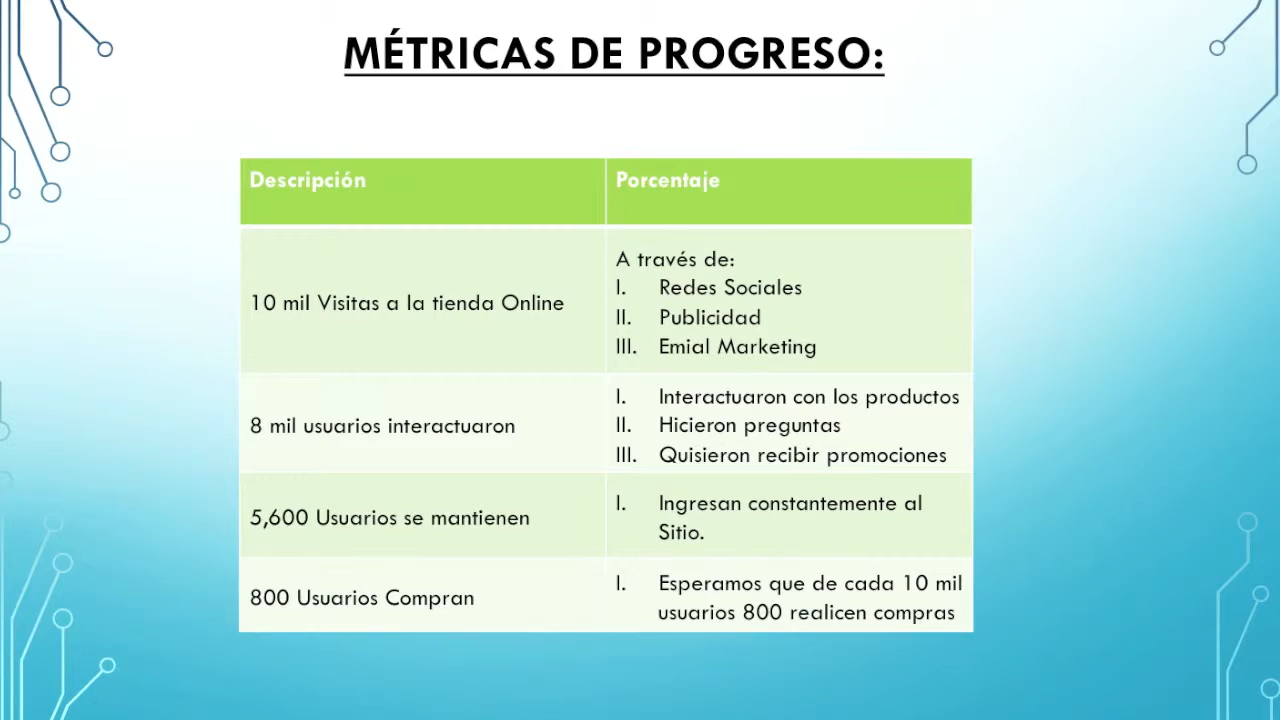 MÉTRICAS DE PROGRESO:
Descripción
Porcentaje
10 mil Visitas a la tienda Online
A través de:
I. Redes Sociales
II. Publicidad
III. Emial Marketing
8 mil usuarios interactuaron
I. Interactuaron con los productos
II. Hicieron preguntas
III. Quisieron recibir promociones
5,600 Usuarios se mantienen
I. Ingresan constantemente al
Sitio.
800 Usuarios Compran
I. Esperamos que de cada 10 mil
usuarios 800 realicen compras